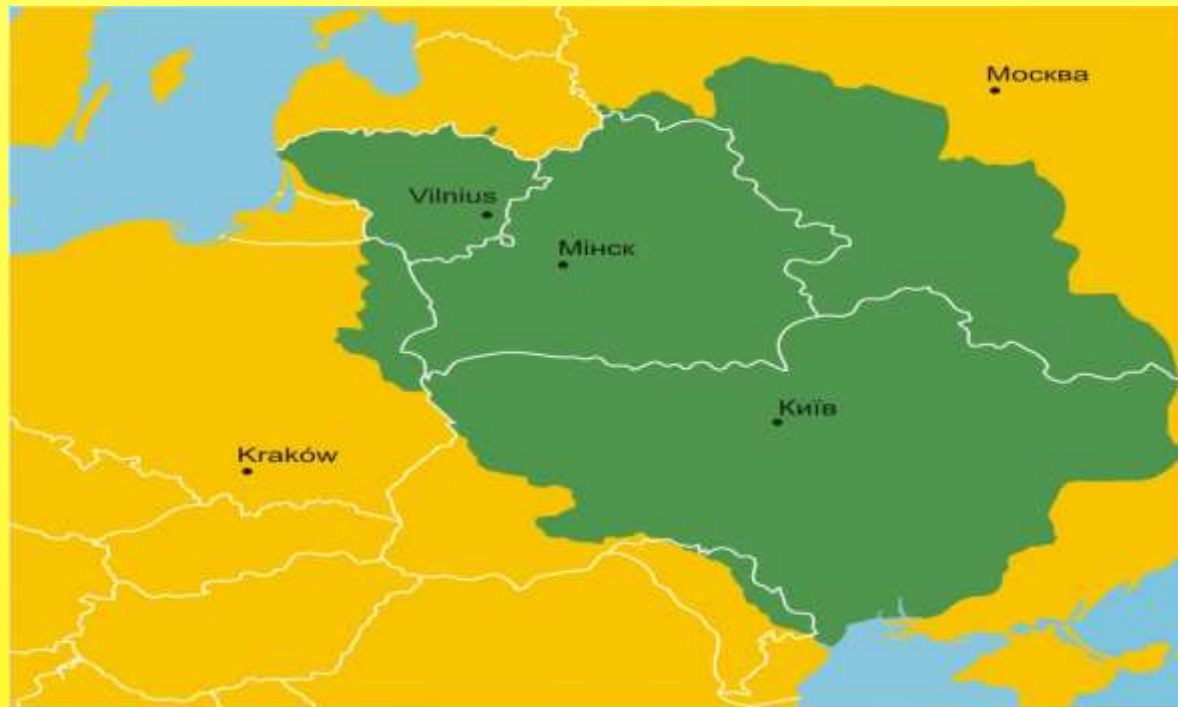 Москва
Vilnius
Мінск
Київ
Kraków